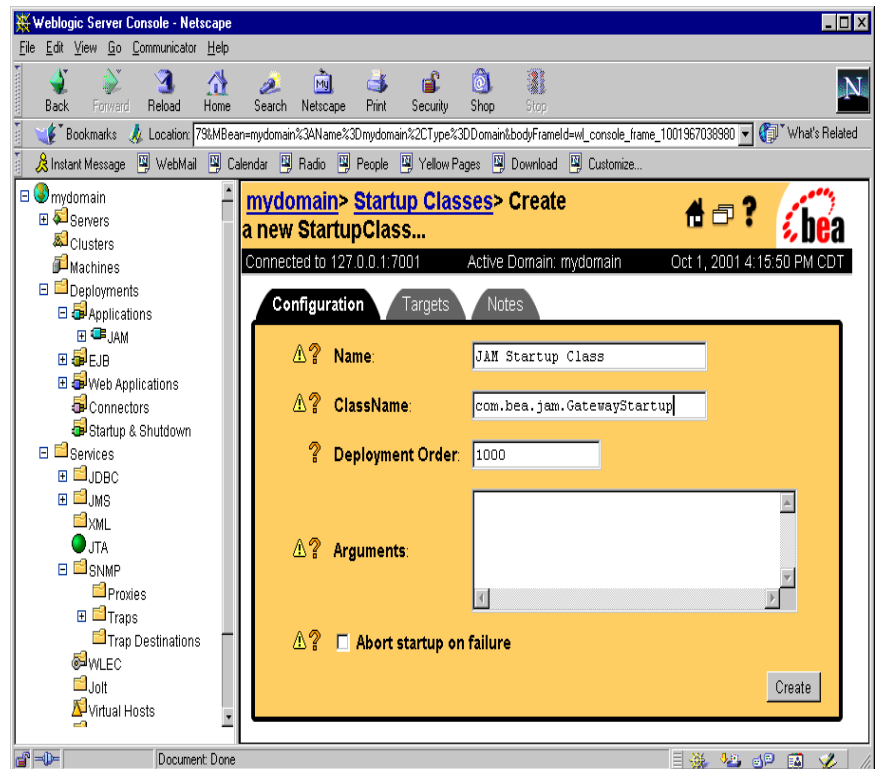 Weblogic Server Console - Netscape
File Edit View Go Communicator Help
Back Forward Reload Home Search Netscape Print Security Shop Stop
My
N
Bookmarks Location: 79&MBean=mydomain%3AName%3Dmydomain%2CType%3DDomain&bodyFrameId=wl_console_frame_1001967038980 What's Related
Instant Message WebMail Calendar Radio People Yellow Pages Download Customize...
mydomain
Servers
Clusters
Machines
Deployments
Applications
JAM
EJB
Web Applications
Connectors
Startup & Shutdown
Services
JDBC
JMS
XML
JTA
SNMP
Proxies
Traps
Trap Destinations
WLEC
Jolt
Virtual Hosts
mydomain> Startup Classes> Create
a new StartupClass...
?
bea
Connected to 127.0.0.1:7001 Active Domain: mydomain Oct 1, 2001 4:15:50 PM CDT
Configuration Targets Notes
? Name: JAM Startup Class
? ClassName: com.bea.jam.GatewayStartup
? Deployment Order: 1000
? Arguments:
? Abort startup on failure
Create
Document: Done